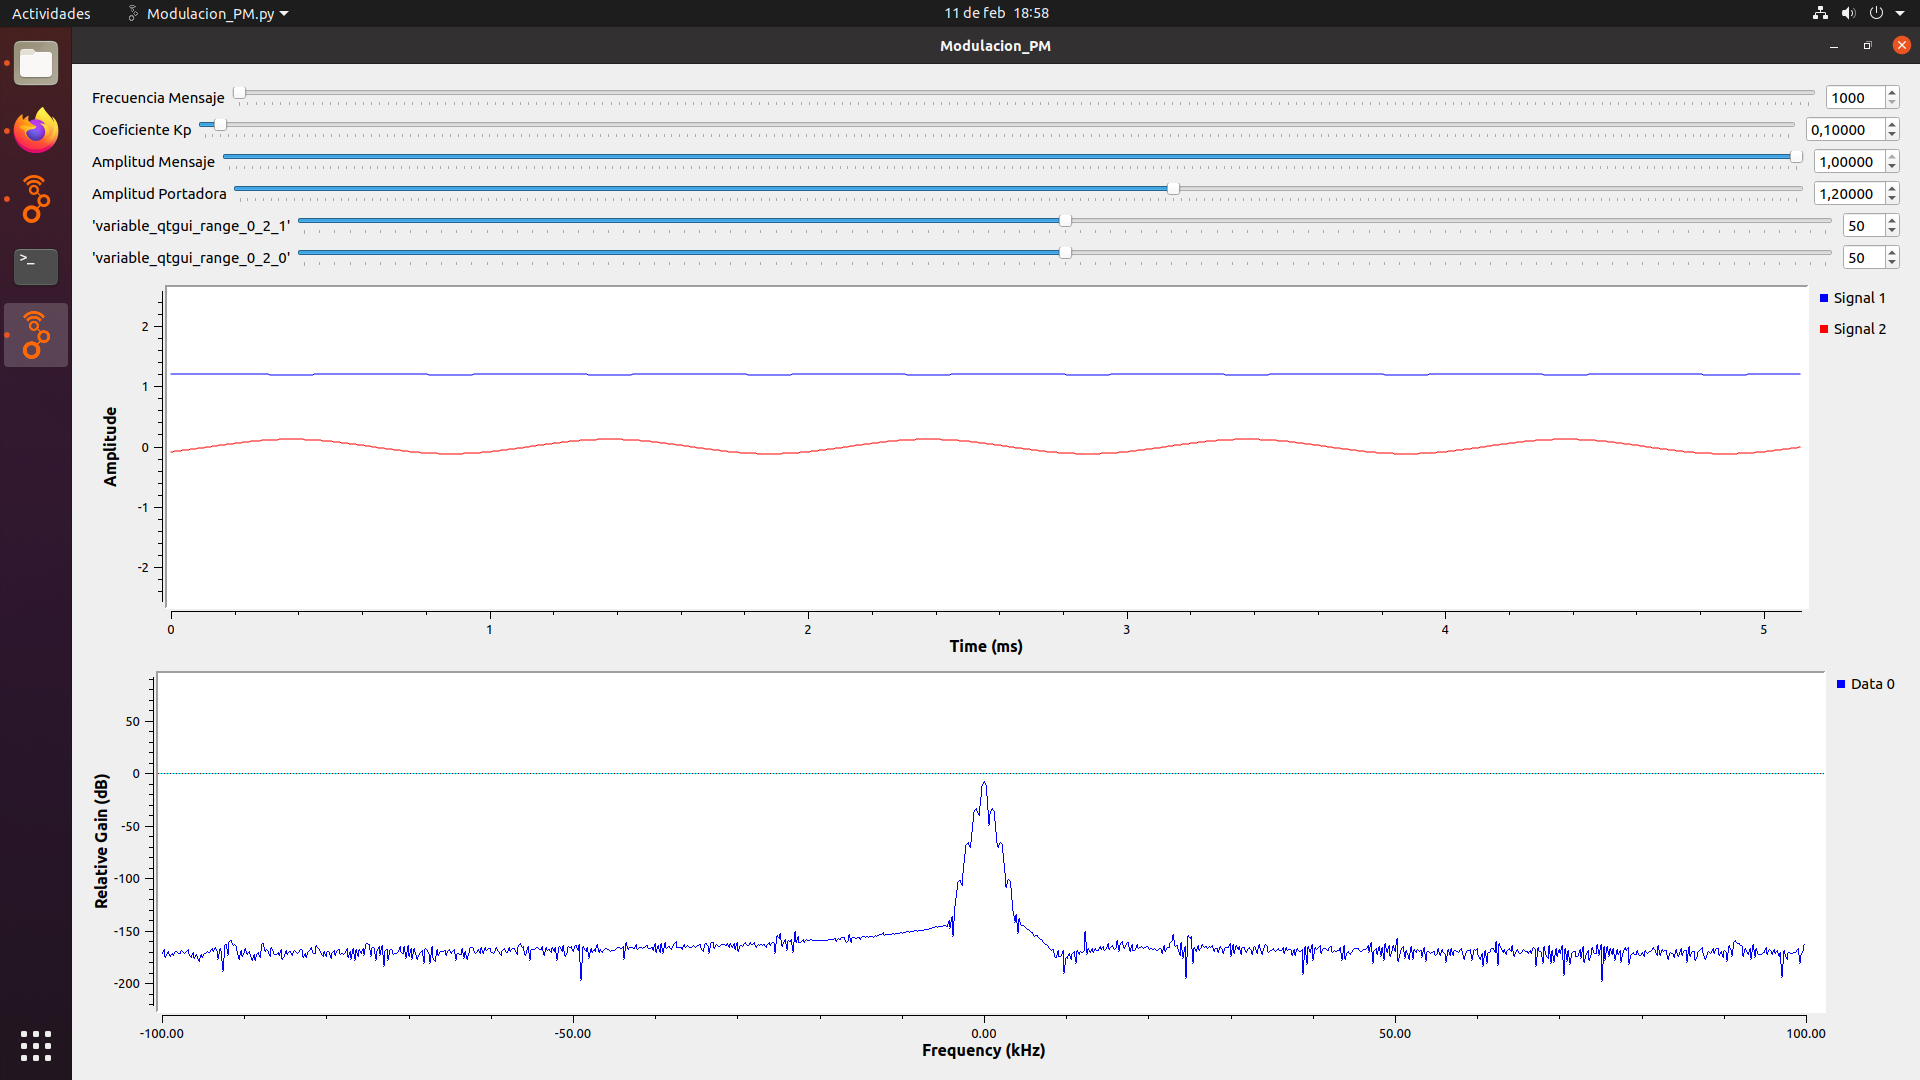 Actividades Modulacion_PM.py 11 de feb 18:58
Modulacion_PM
Frecuencia Mensaje 1000
Coeficiente Kp 0,10000
Amplitud Mensaje 1,00000
Amplitud Portadora 1,20000
'variable_qtgui_range_0_2_1' 50
'variable_qtgui_range_0_2_0' 50
Signal 1
Signal 2
Amplitude
2
1
0
-1
-2
0 1 2 3 4 5
Time (ms)
Data 0
Relative Gain (dB)
50
0
-50
-100
-150
-200
-100.00 -50.00 0.00 50.00 100.00
Frequency (kHz)